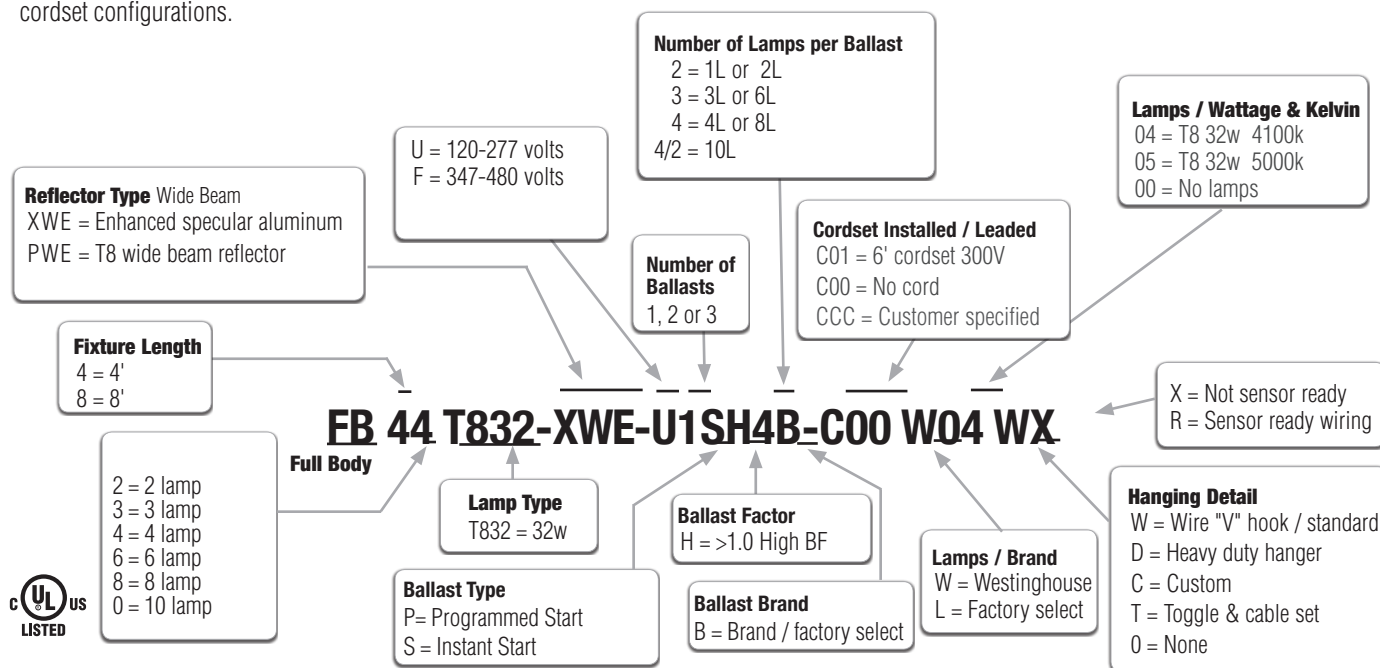 cordset configurations.
Number of Lamps per Ballast
2 = 1L or 2L
3 = 3L or 6L
4 = 4L or 8L
4/2 = 10L
Lamps / Wattage & Kelvin
04 = T8 32w 4100k
05 = T8 32w 5000k
00 = No lamps
U = 120-277 volts
F = 347-480 volts
Reflector Type Wide Beam
XWE = Enhanced specular aluminum
PWE = T8 wide beam reflector
Cordset Installed / Leaded
C01 = 6' cordset 300V
C00 = No cord
CCC = Customer specified
Number of
Ballasts
1, 2 or 3
Fixture Length
4 = 4'
8 = 8'
X = Not sensor ready
R = Sensor ready wiring
FB 44 T832-XWE-U1SH4B-C00 W04 WX
Full Body
2 = 2 lamp
3 = 3 lamp
4 = 4 lamp
6 = 6 lamp
8 = 8 lamp
0 = 10 lamp
Lamp Type
T832 = 32w
Ballast Factor
H = >1.0 High BF
Hanging Detail
W = Wire "V" hook / standard
D = Heavy duty hanger
C = Custom
T = Toggle & cable set
0 = None
Lamps / Brand
W = Westinghouse
L = Factory select
Ballast Type
P= Programmed Start
S = Instant Start
Ballast Brand
B = Brand / factory select
C UL US
LISTED